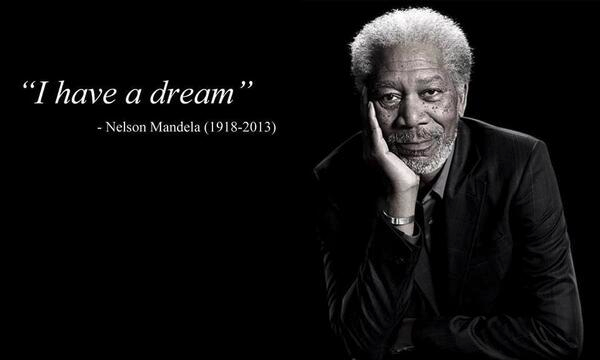 “I have a dream”
- Nelson Mandela (1918-2013)